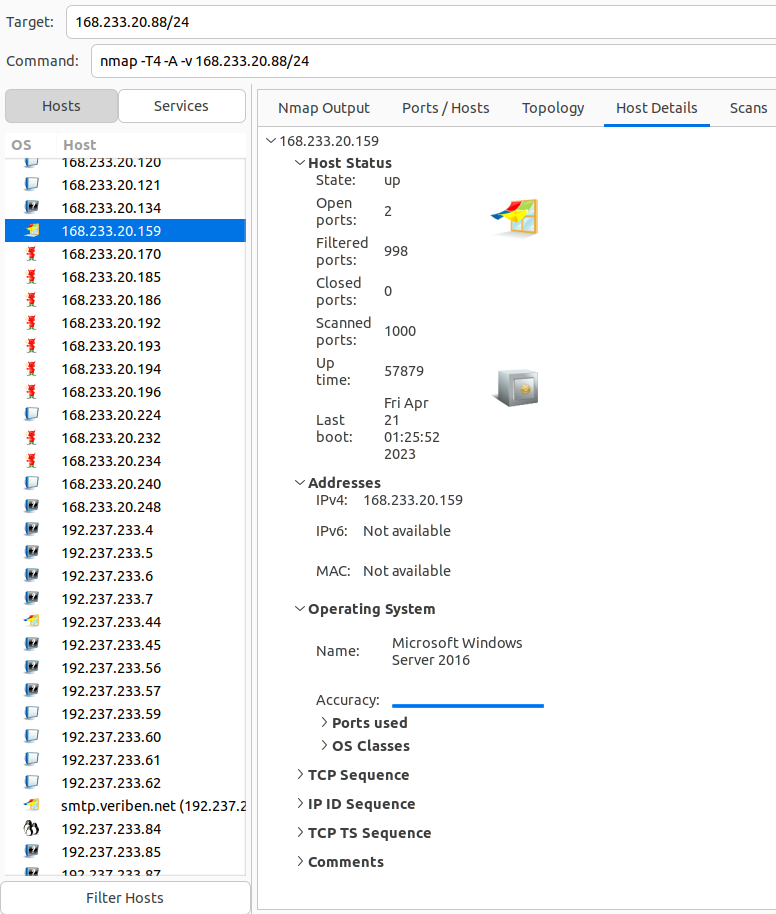 Target: 168.233.20.88/24
Command: nmap -T4 -A -v 168.233.20.88/24
Hosts Services
OS Host
168.233.20.120
168.233.20.121
168.233.20.134
168.233.20.159
168.233.20.170
168.233.20.185
168.233.20.186
168.233.20.192
168.233.20.193
168.233.20.194
168.233.20.196
168.233.20.224
168.233.20.232
168.233.20.234
168.233.20.240
168.233.20.248
192.237.233.4
192.237.233.5
192.237.233.6
192.237.233.7
192.237.233.44
192.237.233.45
192.237.233.56
192.237.233.57
192.237.233.59
192.237.233.60
192.237.233.61
192.237.233.62
smtp.veriben.net (192.237.2
192.237.233.84
192.237.233.85
192.237.233.87
Filter Hosts
Nmap Output Ports / Hosts Topology Host Details Scans
168.233.20.159
Host Status
State: up
Open
ports: 2
Filtered
ports: 998
Closed
ports: 0
Scanned
ports: 1000
Up
time: 57879
Last
boot:
Fri Apr
21
01:25:52
2023
Addresses
IPv4: 168.233.20.159
IPv6: Not available
MAC: Not available
Operating System
Name: Microsoft Windows
Server 2016
Accuracy:
Ports used
OS Classes
TCP Sequence
IP ID Sequence
TCP TS Sequence
Comments